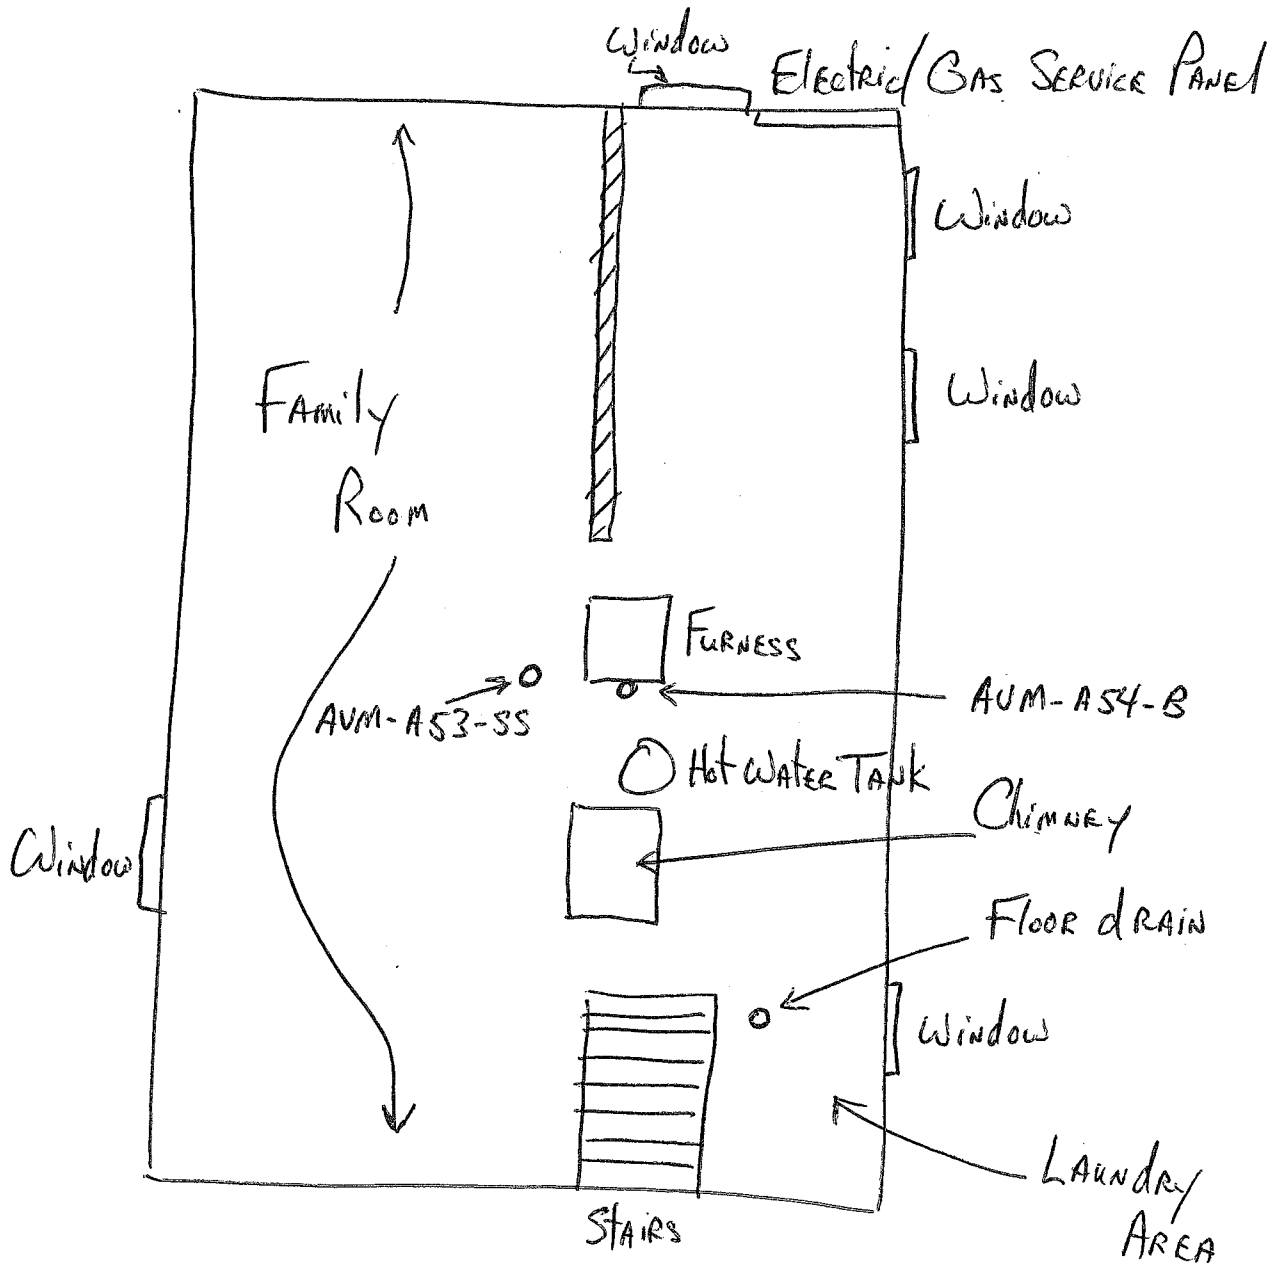 Window
Electric/Gas Service Panel
Window
Window
Family
Room
Furness
AVM-A53-SS
AVM-A54-B
Hot Water Tank
Chimney
Window
Floor drain
Window
Laundry
Area
Stairs